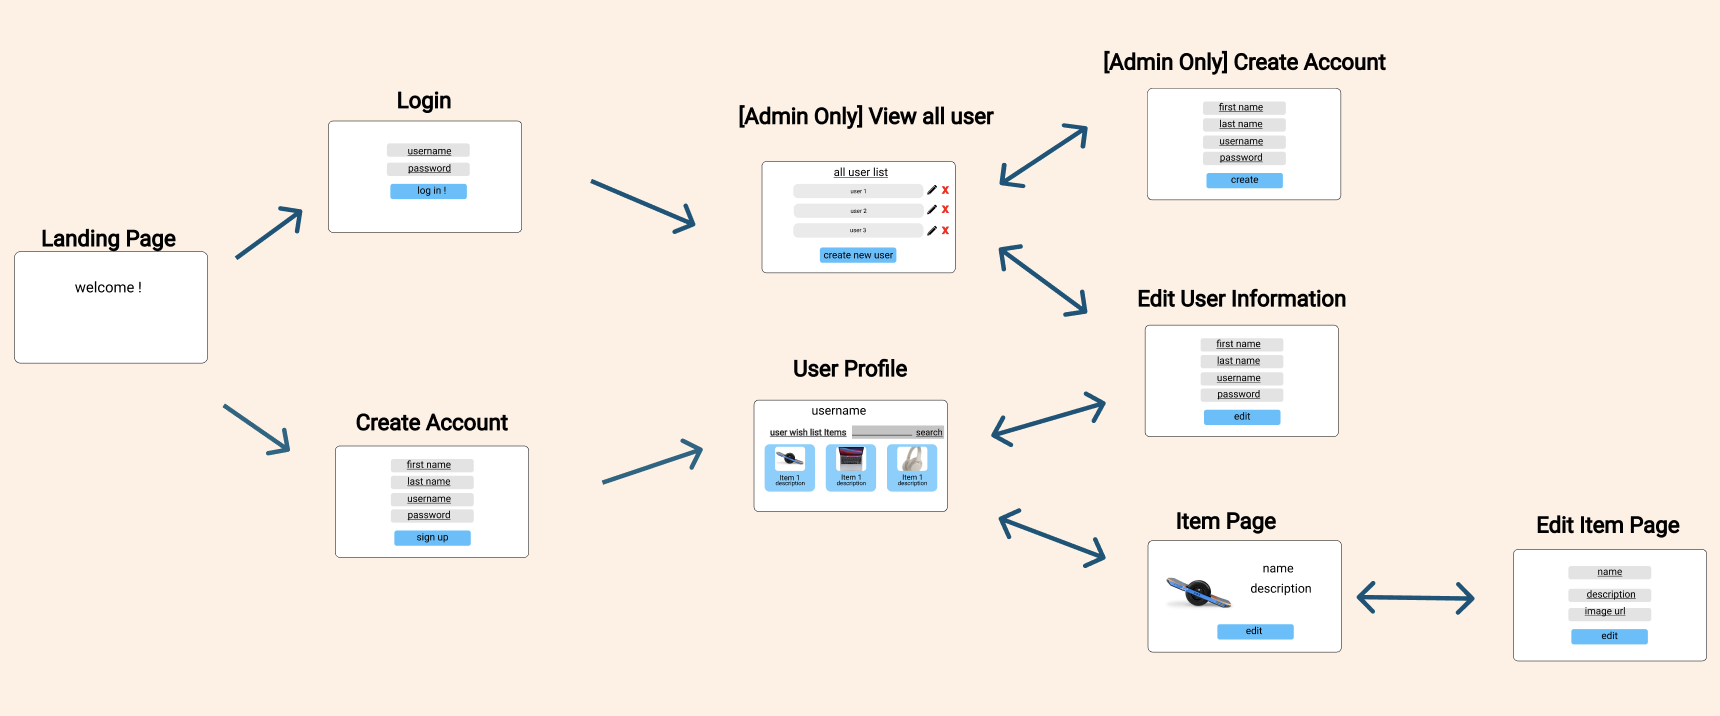 Landing Page
welcome !
Login
username
password
log in !
Create Account
first name
last name
username
password
sign up
[Admin Only] View all user
all user list
user 1
user 2
user 3
create new user
User Profile
username
user wish list Items search
Item 1
description
Item 1
description
Item 1
description
[Admin Only] Create Account
first name
last name
username
password
create
Edit User Information
first name
last name
username
password
edit
Item Page
name
description
edit
Edit Item Page
name
description
image url
edit